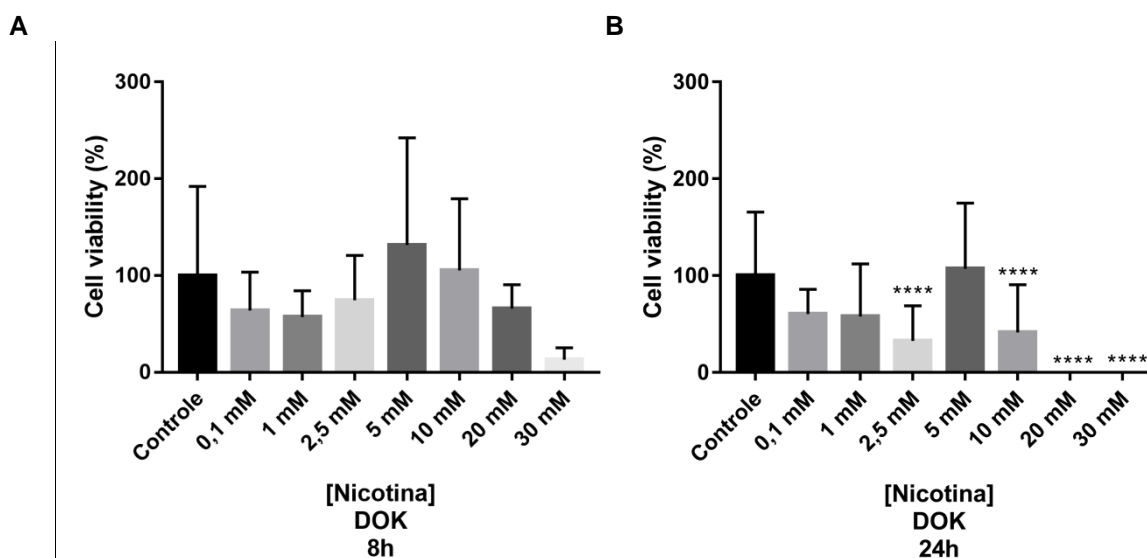 A
Cell viability (%)
300
200
100
0
Controle
0,1 mM
1 mM
2,5 mM
5 mM
10 mM
20 mM
30 mM
[Nicotina]
DOK
8h
B
Cell viability (%)
300
200
100
0
****
****
****
****
Controle
0,1 mM
1 mM
2,5 mM
5 mM
10 mM
20 mM
30 mM
[Nicotina]
DOK
24h